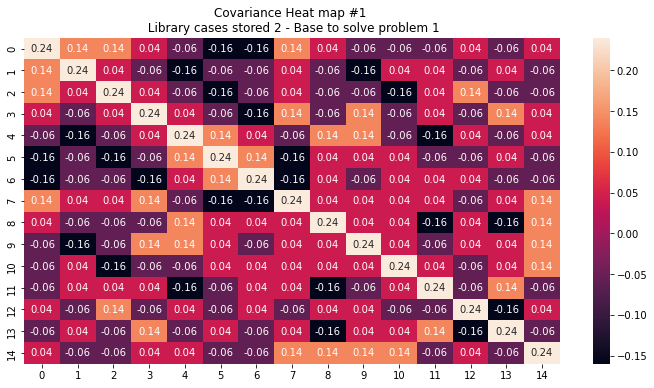 Covariance Heat map #1
Library cases stored 2 - Base to solve problem 1
0 0.24 0.14 0.14 0.04 -0.06 -0.16 -0.16 0.14 0.04 -0.06 -0.06 -0.06 0.04 -0.06 0.04
1 0.14 0.24 0.04 -0.06 -0.16 -0.06 -0.06 0.04 -0.06 -0.16 0.04 0.04 -0.06 0.04 -0.06
2 0.14 0.04 0.24 0.04 -0.06 -0.16 -0.06 0.04 -0.06 -0.06 -0.16 0.04 0.14 -0.06 -0.06
3 0.04 -0.06 0.04 0.24 0.04 -0.06 -0.16 0.14 -0.06 0.14 -0.06 0.04 -0.06 0.14 0.04
4 -0.06 -0.16 -0.06 0.04 0.24 0.14 0.04 -0.06 0.14 0.14 -0.06 -0.16 0.04 -0.06 0.04
5 -0.16 -0.06 -0.16 -0.06 0.14 0.24 0.14 -0.16 0.04 0.04 0.04 -0.06 0.04 -0.06 -0.06
6 -0.16 -0.06 -0.06 -0.16 0.04 0.14 0.24 -0.16 0.04 -0.06 0.04 0.04 0.04 -0.06 -0.06
7 0.14 0.04 0.04 0.14 -0.06 -0.16 -0.16 0.24 0.04 0.04 0.04 0.04 -0.06 0.04 0.14
8 0.04 -0.06 -0.06 -0.06 0.14 0.04 0.04 0.04 0.24 0.04 0.04 -0.16 0.04 -0.16 0.14
9 -0.06 -0.16 -0.06 0.14 0.14 0.04 -0.06 0.04 0.04 0.24 0.04 -0.06 0.04 0.04 0.14
10 -0.06 0.04 -0.16 -0.06 -0.06 0.04 0.04 0.04 0.04 0.04 0.24 0.04 -0.06 0.04 0.14
11 -0.06 0.04 0.04 0.04 -0.16 -0.06 0.04 0.04 -0.16 -0.06 0.04 0.24 -0.06 0.14 -0.06
12 0.04 -0.06 0.14 -0.06 0.04 0.04 0.04 -0.06 0.04 0.04 -0.06 -0.06 0.24 -0.16 0.04
13 -0.06 0.04 -0.06 0.14 -0.06 -0.06 -0.06 0.04 -0.16 0.04 0.04 0.14 -0.16 0.24 -0.06
14 0.04 -0.06 -0.06 0.04 0.04 -0.06 -0.06 0.14 0.14 0.14 0.14 -0.06 0.04 -0.06 0.24
0 1 2 3 4 5 6 7 8 9 10 11 12 13 14
0.20
0.15
0.10
0.05
0.00
−0.05
−0.10
−0.15